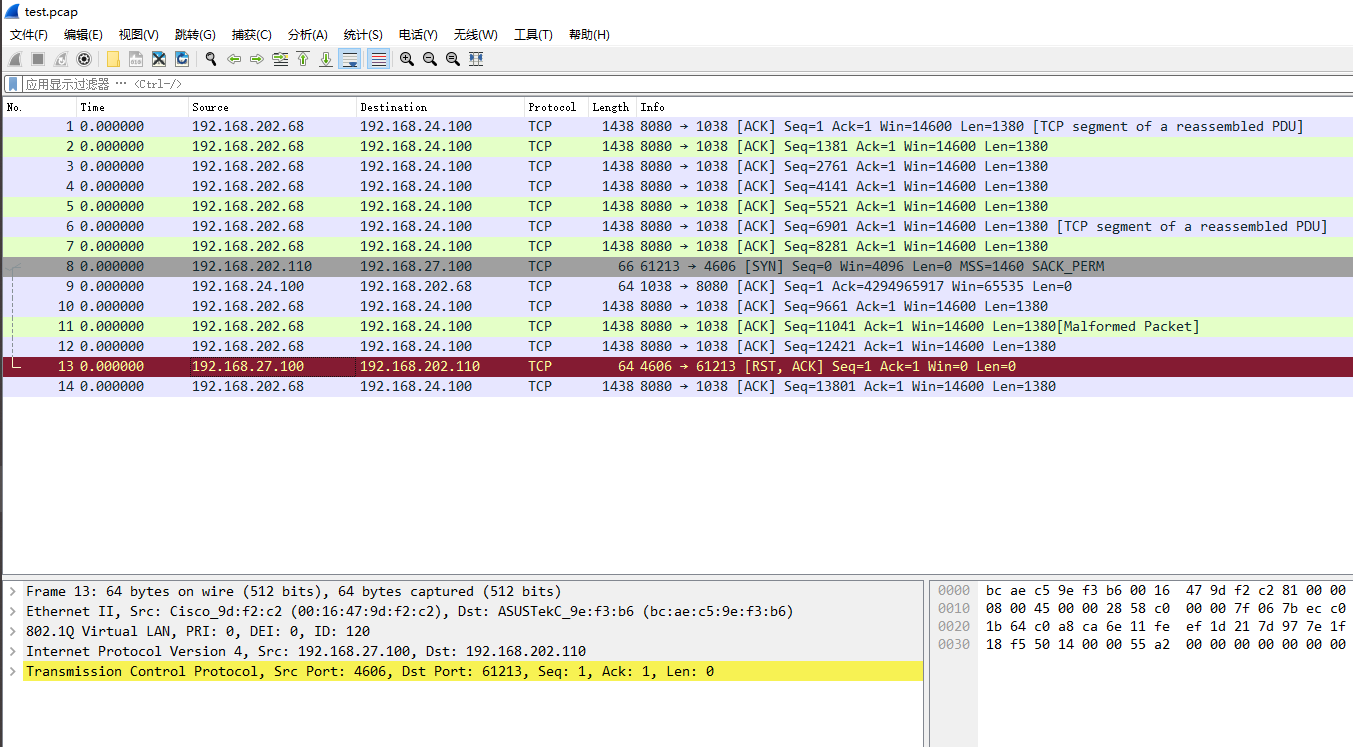 test.pcap
文件(F) 编辑(E) 视图(V) 跳转(G) 捕获(C) 分析(A) 统计(S) 电话(Y) 无线(W) 工具(T) 帮助(H)
应用显示过滤器 … <Ctrl-/>
No. Time Source Destination Protocol Length Info
1 0.000000 192.168.202.68 192.168.24.100 TCP 1438 8080 → 1038 [ACK] Seq=1 Ack=1 Win=14600 Len=1380 [TCP segment of a reassembled PDU]
2 0.000000 192.168.202.68 192.168.24.100 TCP 1438 8080 → 1038 [ACK] Seq=1381 Ack=1 Win=14600 Len=1380
3 0.000000 192.168.202.68 192.168.24.100 TCP 1438 8080 → 1038 [ACK] Seq=2761 Ack=1 Win=14600 Len=1380
4 0.000000 192.168.202.68 192.168.24.100 TCP 1438 8080 → 1038 [ACK] Seq=4141 Ack=1 Win=14600 Len=1380
5 0.000000 192.168.202.68 192.168.24.100 TCP 1438 8080 → 1038 [ACK] Seq=5521 Ack=1 Win=14600 Len=1380
6 0.000000 192.168.202.68 192.168.24.100 TCP 1438 8080 → 1038 [ACK] Seq=6901 Ack=1 Win=14600 Len=1380 [TCP segment of a reassembled PDU]
7 0.000000 192.168.202.68 192.168.24.100 TCP 1438 8080 → 1038 [ACK] Seq=8281 Ack=1 Win=14600 Len=1380
8 0.000000 192.168.202.110 192.168.27.100 TCP 66 61213 → 4606 [SYN] Seq=0 Win=4096 Len=0 MSS=1460 SACK_PERM
9 0.000000 192.168.24.100 192.168.202.68 TCP 64 1038 → 8080 [ACK] Seq=1 Ack=4294965917 Win=65535 Len=0
10 0.000000 192.168.202.68 192.168.24.100 TCP 1438 8080 → 1038 [ACK] Seq=9661 Ack=1 Win=14600 Len=1380
11 0.000000 192.168.202.68 192.168.24.100 TCP 1438 8080 → 1038 [ACK] Seq=11041 Ack=1 Win=14600 Len=1380[Malformed Packet]
12 0.000000 192.168.202.68 192.168.24.100 TCP 1438 8080 → 1038 [ACK] Seq=12421 Ack=1 Win=14600 Len=1380
13 0.000000 192.168.27.100 192.168.202.110 TCP 64 4606 → 61213 [RST, ACK] Seq=1 Ack=1 Win=0 Len=0
14 0.000000 192.168.202.68 192.168.24.100 TCP 1438 8080 → 1038 [ACK] Seq=13801 Ack=1 Win=14600 Len=1380
Frame 13: 64 bytes on wire (512 bits), 64 bytes captured (512 bits)
Ethernet II, Src: Cisco_9d:f2:c2 (00:16:47:9d:f2:c2), Dst: ASUSTekC_9e:f3:b6 (bc:ae:c5:9e:f3:b6)
802.1Q Virtual LAN, PRI: 0, DEI: 0, ID: 120
Internet Protocol Version 4, Src: 192.168.27.100, Dst: 192.168.202.110
Transmission Control Protocol, Src Port: 4606, Dst Port: 61213, Seq: 1, Ack: 1, Len: 0
0000 bc ae c5 9e f3 b6 00 16 47 9d f2 c2 81 00 00
0010 08 00 45 00 00 28 58 c0 00 00 7f 06 7b ec c0
0020 1b 64 c0 a8 ca 6e 11 fe ef 1d 21 7d 97 7e 1f
0030 18 f5 50 14 00 00 55 a2 00 00 00 00 00 00 00